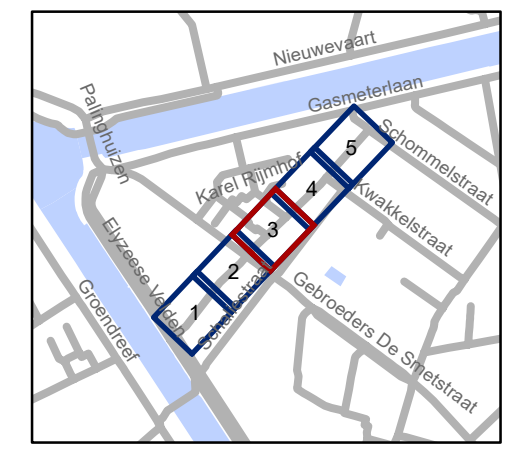 Nieuwevaart
Gasmeterlaan
Palinghuizen
Schommelstraat
5
Karel Rijmhof
4
Kwakkelstraat
3
Elyzeese Velden
2
Groendreef
1
Gebroeders De Smetstraat